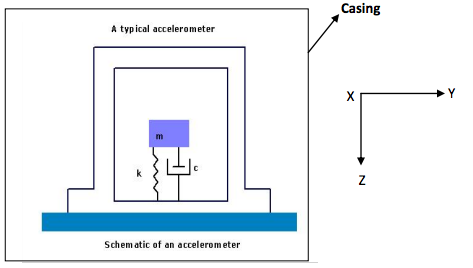 Casing
A typical accelerometer
X
Y
m
k
c
Z
Schematic of an accelerometer